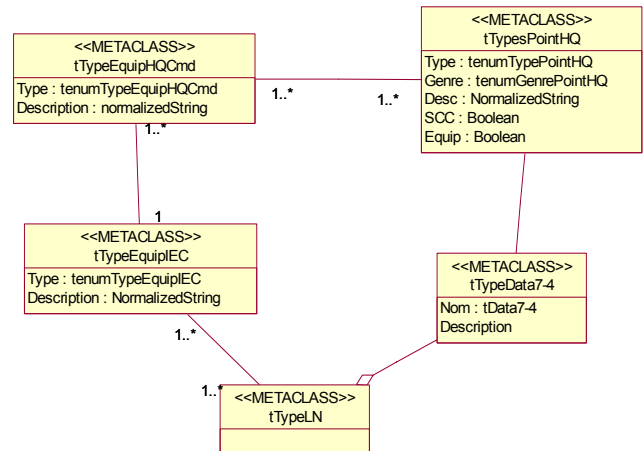 <<METACLASS>>
tTypeEquipHQCmd
Type : tenumTypeEquipHQCmd
Description : normalizedString
<<METACLASS>>
tTypesPointHQ
Type : tenumTypePointHQ
Genre : tenumGenrePointHQ
Desc : NormalizedString
SCC : Boolean
Equip : Boolean
1..*
1..*
1..*
1
<<METACLASS>>
tTypeEquipIEC
Type : tenumTypeEquipIEC
Description : NormalizedString
<<METACLASS>>
tTypeData7-4
Nom : tData7-4
Description
1..*
1..*
<<METACLASS>>
tTypeLN